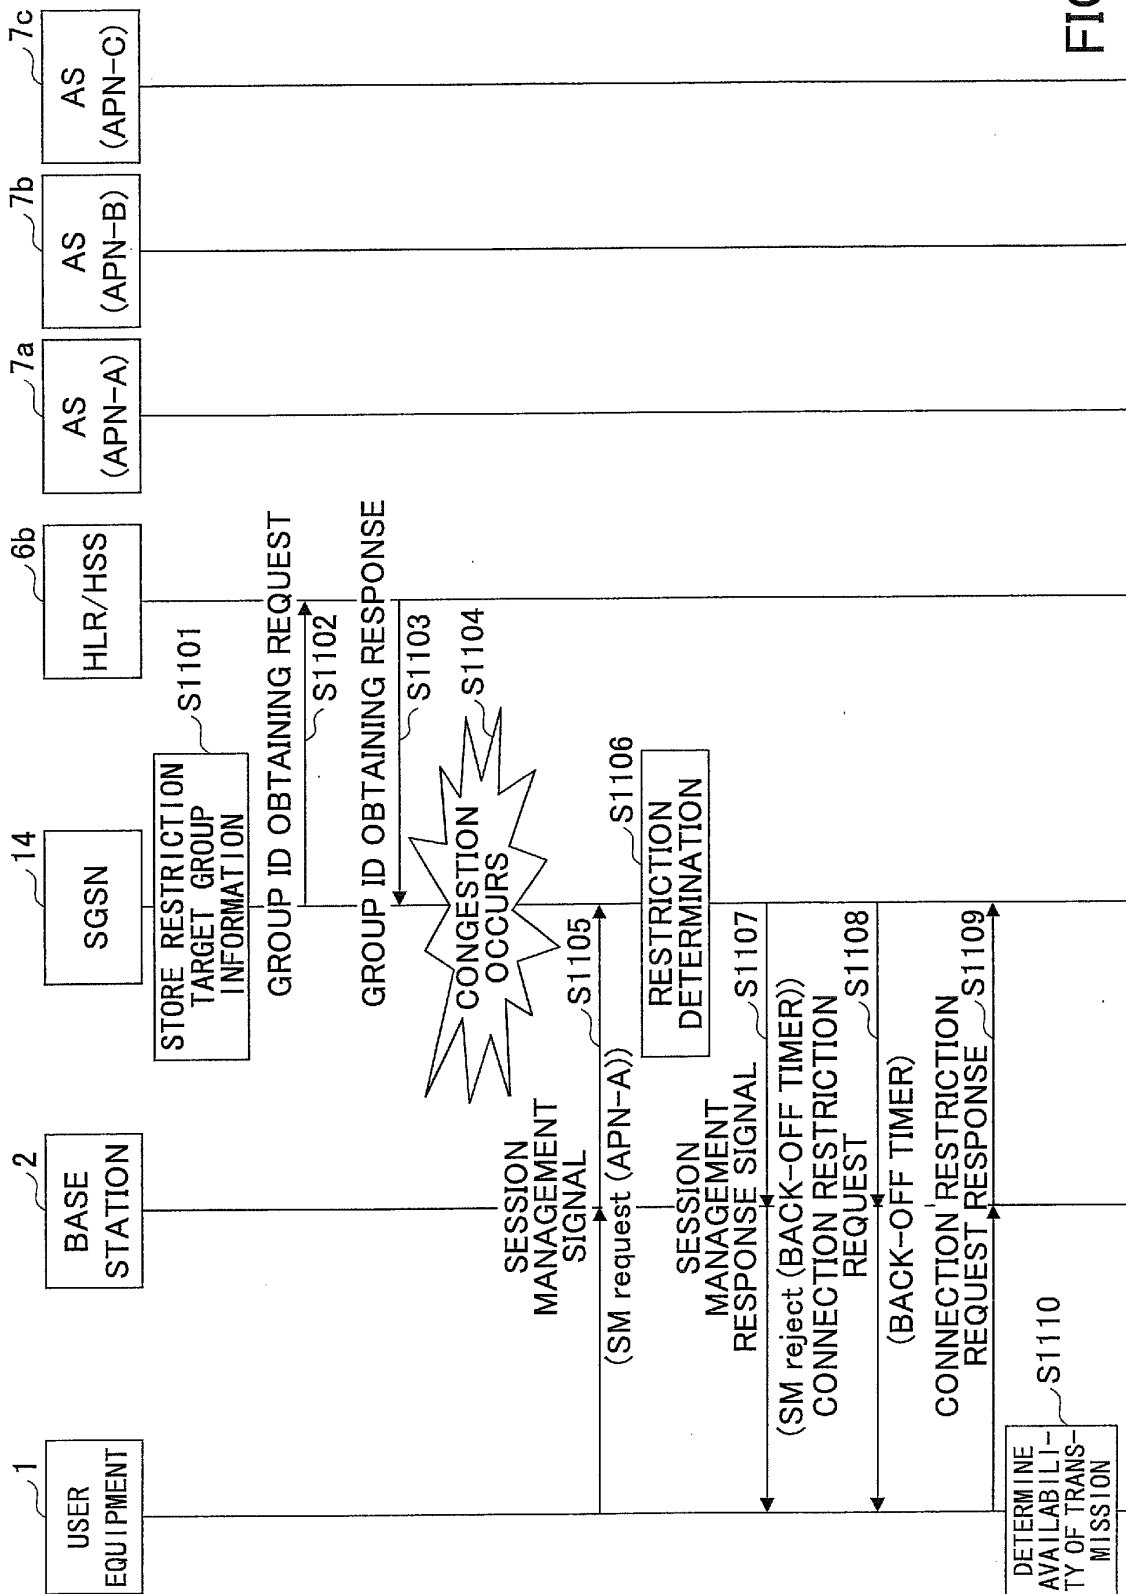 1
USER
EQUIPMENT
2
BASE
STATION
14
SGSN
6b
HLR/HSS
7a
AS
(APN-A)
7b
AS
(APN-B)
7c
AS
(APN-C)
STORE RESTRICTION
TARGET GROUP
INFORMATION
S1101
GROUP ID OBTAINING REQUEST
S1102
GROUP ID OBTAINING RESPONSE
S1103
CONGESTION
OCCURS
S1104
SESSION
MANAGEMENT
SIGNAL
S1105
(SM request (APN-A))
RESTRICTION
DETERMINATION
S1106
SESSION
MANAGEMENT
RESPONSE SIGNAL
S1107
(SM reject (BACK-OFF TIMER))
CONNECTION RESTRICTION
REQUEST
S1108
(BACK-OFF TIMER)
CONNECTION RESTRICTION
REQUEST RESPONSE
S1109
DETERMINE
AVAILABILI-
TY OF TRANS-
MISSION
S1110